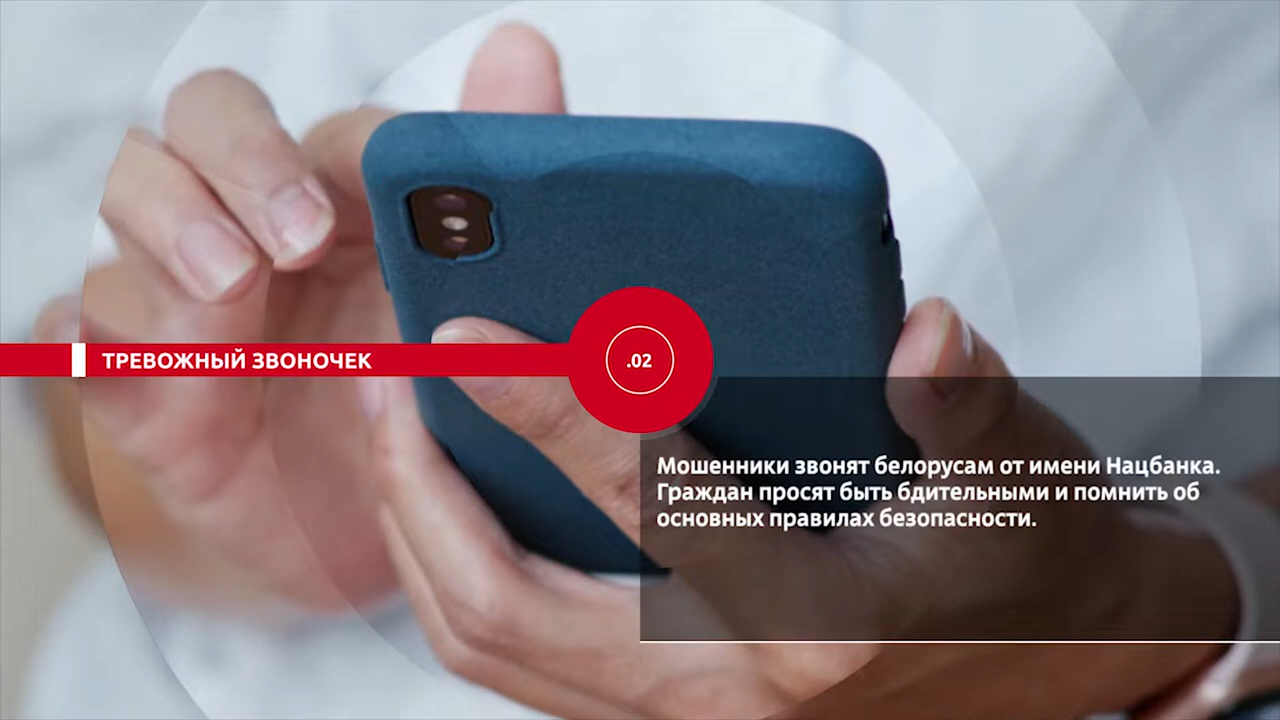 ТРЕВОЖНЫЙ ЗВОНОЧЕК
.02
Мошенники звонят белорусам от имени Нацбанка.
Граждан просят быть бдительными и помнить об
основных правилах безопасности.